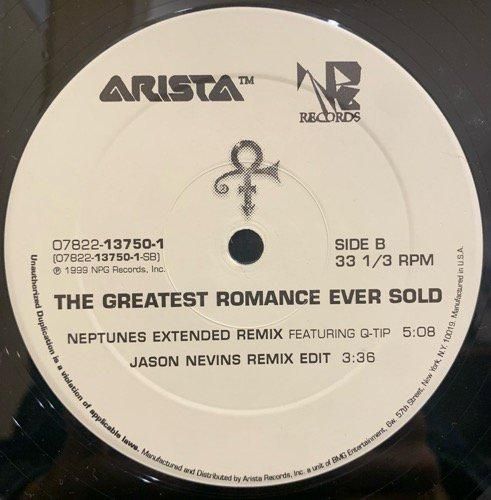 ARISTA™
NPG
RECORDS
07822-13750-1
[07822-13750-1-SB]
℗ 1999 NPG Records, Inc.
SIDE B
33 1/3 RPM
THE GREATEST ROMANCE EVER SOLD
NEPTUNES EXTENDED REMIX FEATURING Q-TIP 5:08
JASON NEVINS REMIX EDIT 3:36
Unauthorized Duplication is a violation of applicable laws. Manufactured and Distributed by Arista Records, Inc. a unit of BMG Entertainment, 6w. 57th Street, New York, N.Y. 10019. Manufactured in U.S.A.